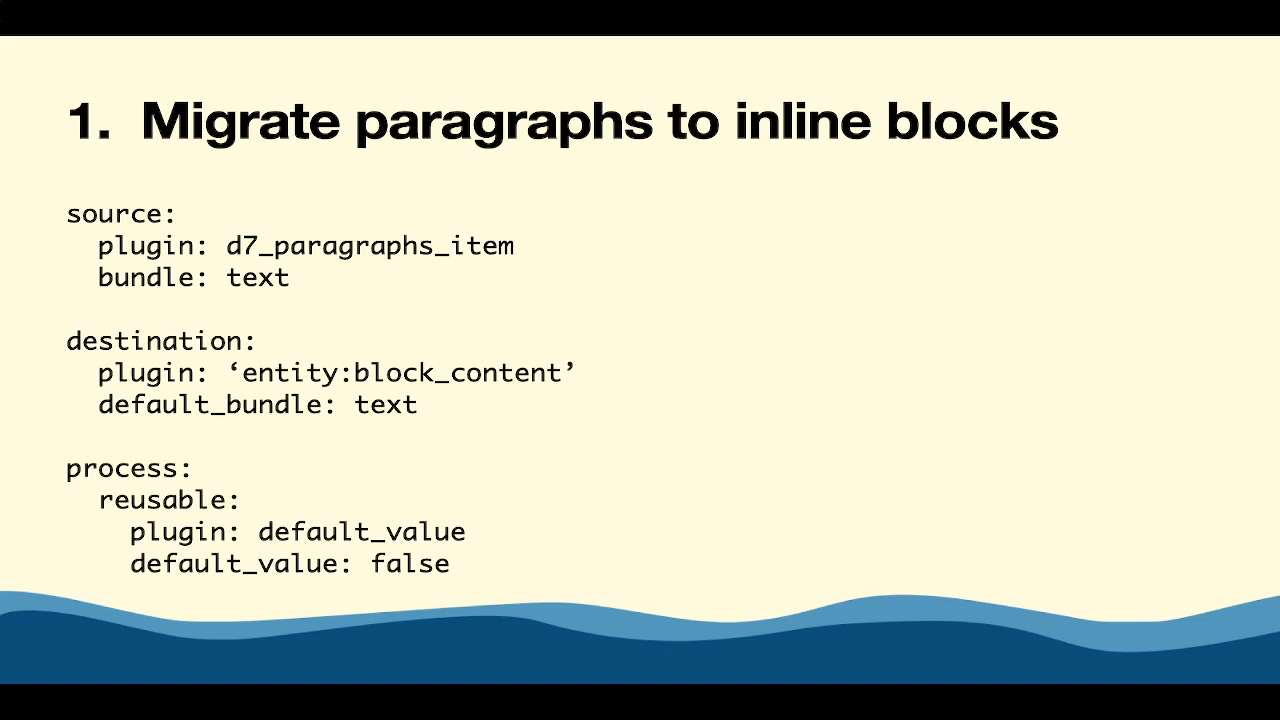 1. Migrate paragraphs to inline blocks
source:
  plugin: d7_paragraphs_item
  bundle: text
destination:
  plugin: ‘entity:block_content’
  default_bundle: text
process:
  reusable:
    plugin: default_value
    default_value: false